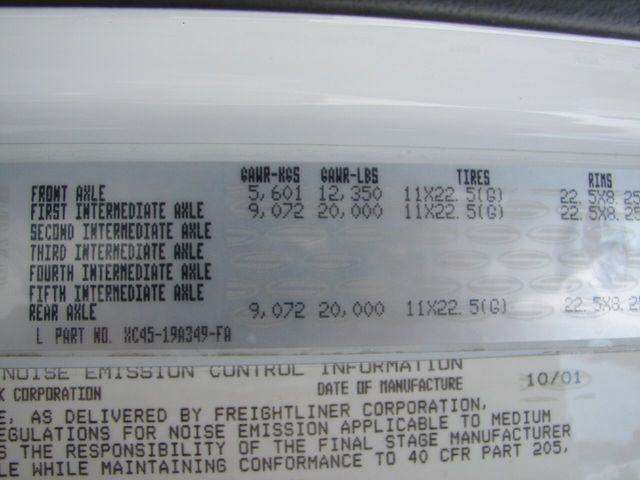 GAWR-KGS GAWR-LBS TIRES RIMS
FRONT AXLE 5,601 12,350 11X22.5(G) 22.5X8.25
FIRST INTERMEDIATE AXLE 9,072 20,000 11X22.5(G) 22.5X8.25
SECOND INTERMEDIATE AXLE
THIRD INTERMEDIATE AXLE
FOURTH INTERMEDIATE AXLE
FIFTH INTERMEDIATE AXLE
REAR AXLE 9,072 20,000 11X22.5(G) 22.5X8.25
L PART NO. XC45-19A349-FA
NOISE EMISSION CONTROL INFORMATION
K CORPORATION DATE OF MANUFACTURE 10/01
E, AS DELIVERED BY FREIGHTLINER CORPORATION,
EGULATIONS FOR NOISE EMISSION APPLICABLE TO MEDIUM
S THE RESPONSIBILITY OF THE FINAL STAGE MANUFACTURER
LE WHILE MAINTAINING CONFORMANCE TO 40 CFR PART 205,